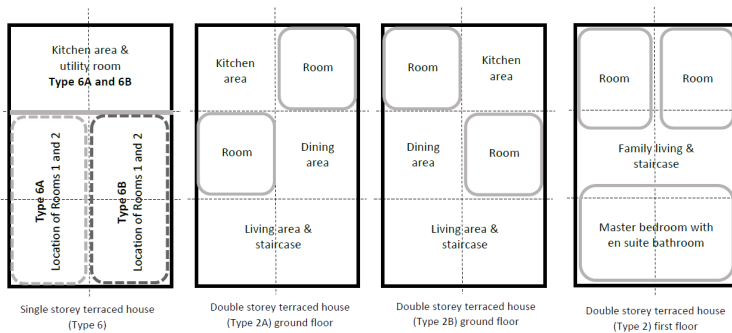 Kitchen area &
utility room
Type 6A and 6B
Type 6A
Location of Rooms 1 and 2
Type 6B
Location of Rooms 1 and 2
Single storey terraced house
(Type 6)
Kitchen
area
Room
Room
Dining
area
Living area &
staircase
Double storey terraced house
(Type 2A) ground floor
Room
Kitchen
area
Dining
area
Room
Living area &
staircase
Double storey terraced house
(Type 2B) ground floor
Room
Room
Family living &
staircase
Master bedroom with
en suite bathroom
Double storey terraced house
(Type 2) first floor